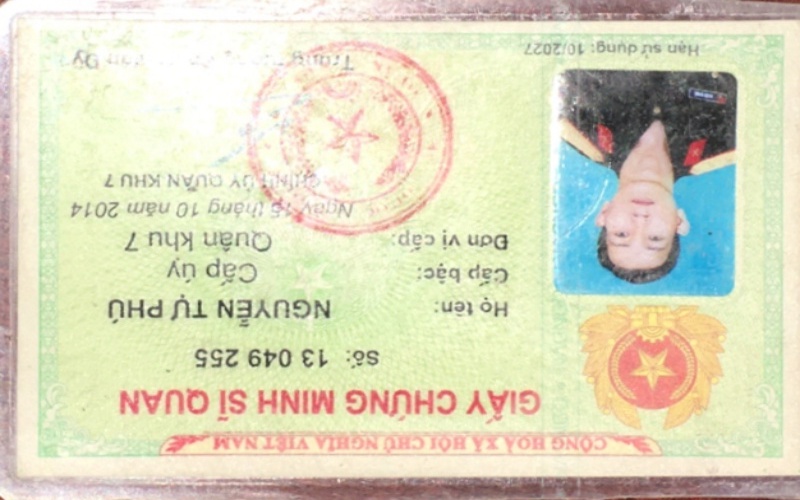 CỘNG HOÀ XÃ HỘI CHỦ NGHĨA VIỆT NAM
GIẤY CHỨNG MINH SĨ QUAN
Số: 13 049 255
Họ tên: NGUYỄN TỰ PHÚ
Cấp bậc: Cấp úy
Đơn vị cấp: Quân khu 7
Ngày 15 tháng 10 năm 2014
CHÍNH ỦY QUÂN KHU 7
Hạn sử dụng: 10/2027
Trung